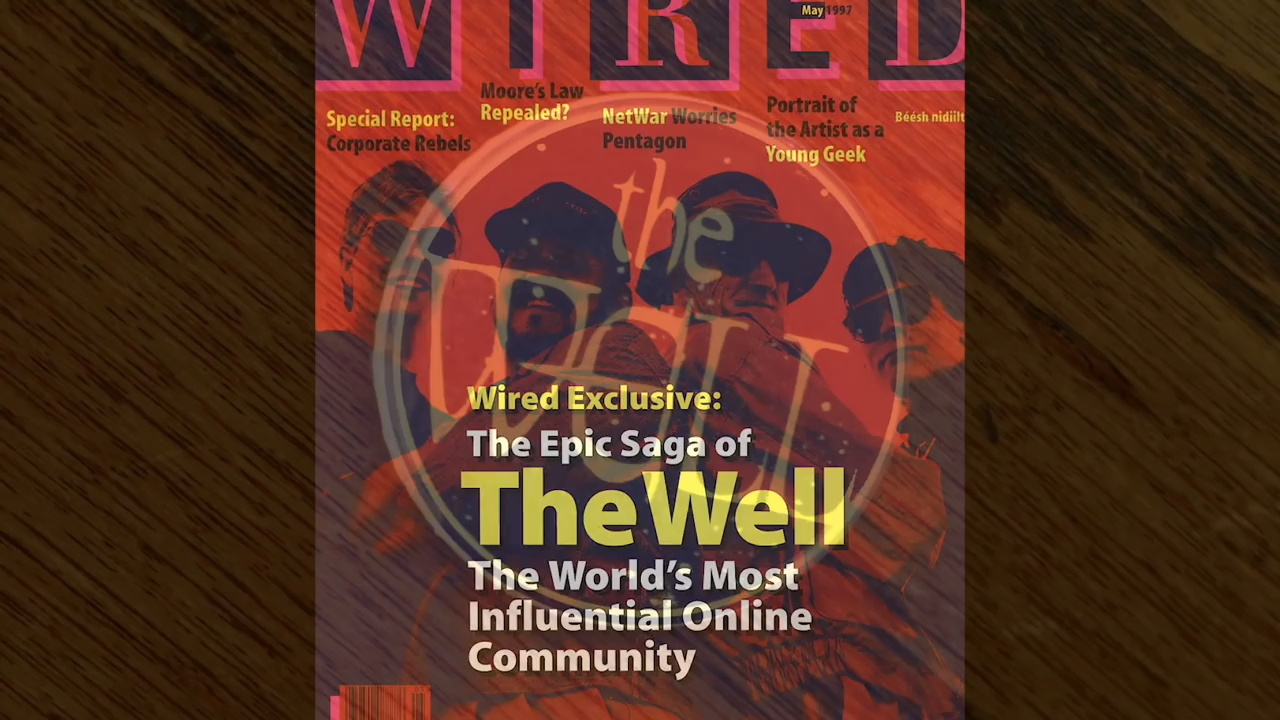 WIRED
May 1997
Special Report:
Corporate Rebels
Moore's Law
Repealed?
NetWar Worries
Pentagon
Portrait of
the Artist as a
Young Geek
Béésh nidiilt
the
WELL
Wired Exclusive:
The Epic Saga of
The Well
The World's Most
Influential Online
Community